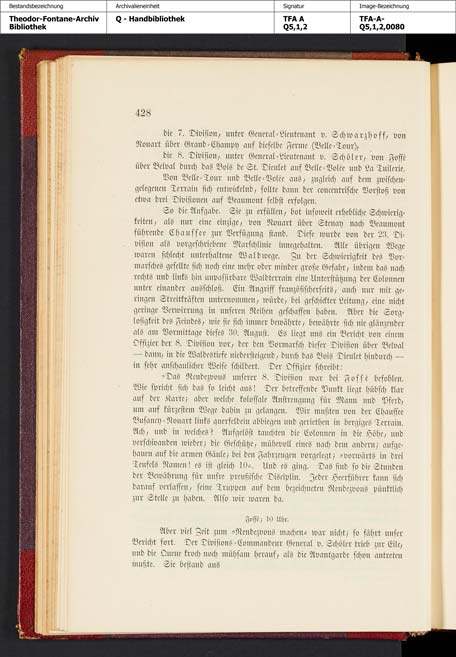 Bestandsbezeichnung
Archivalieneinheit
Signatur
Image-Bezeichnung
Theodor-Fontane-Archiv
Bibliothek
Q - Handbibliothek
TFA A
Q5,1,2
TFA-A-
Q5,1,2,0080
428
die 7. Division, unter General-Lieutenant v. Schwarzhoff, von
Nouart über Grand-Champy auf dieselbe Ferme (Belle-Tour),
die 8. Division, unter General-Lieutenant v. Schöler, von Fossé
über Belval durch das Bois de St. Dieulet auf Belle-Volée und La Tuilerie.
Von Belle-Tour und Belle-Volée aus, zugleich auf dem zwischen-
gelegenen Terrain sich entwickelnd, sollte dann der concentrische Vorstoß von
etwa drei Divisionen auf Beaumont selbst erfolgen.
So die Aufgabe. Sie zu erfüllen, bot insoweit erhebliche Schwierig-
keiten, als nur eine einzige, von Nouart über Stenay nach Beaumont
führende Chaussee zur Verfügung stand. Diese wurde von der 23. Di-
vision als vorgeschriebene Marschlinie innegehalten. Alle übrigen Wege
waren schlecht unterhaltene Waldwege. Zu der Schwierigkeit des Vor-
marsches gesellte sich noch eine mehr oder minder große Gefahr, indem das nach
rechts und links hin unpassirbare Waldterrain eine Unterstützung der Colonnen
unter einander ausschloß. Ein Angriff französischerseits, auch nur mit ge-
ringen Streitkräften unternommen, würde, bei geschickter Leitung, eine nicht
geringe Verwirrung in unseren Reihen geschaffen haben. Aber die Sorg-
losigkeit des Feindes, wie sie sich immer bewährte, bewährte sich nie glänzender
als am Vormittage dieses 30. August. Es liegt uns ein Bericht von einem
Offizier der 8. Division vor, der den Vormarsch dieser Division über Belval
— dann, in die Waldestiefe niedersteigend, durch das Bois Dieulet hindurch —
in sehr anschaulicher Weise schildert. Der Offizier schreibt:
»Das Rendezvous unserer 8. Division war bei Fossé befohlen.
Wie spricht sich das so leicht aus! Der betreffende Punkt liegt hübsch klar
auf der Karte; aber welche kolossale Anstrengung für Mann und Pferd,
um auf kürzestem Wege dahin zu gelangen. Wir mußten von der Chaussee
Busancy-Nouart links querfeldein abbiegen und geriethen in bergiges Terrain.
Ach, und in welches! Aufgelöst tauchten die Colonnen in die Höhe, und
verschwanden wieder; die Geschütze, mühevoll eines nach dem andern; aufge-
hauen auf die armen Gäule; bei den Fahrzeugen vorgelegt; »vorwärts in drei
Teufels Namen! es ist gleich 10«. Und es ging. Das sind so die Stunden
der Bewährung für unsre preußische Disciplin. Jeder Heerführer kann sich
darauf verlassen, seine Truppen auf dem bezeichneten Rendezvous pünktlich
zur Stelle zu haben. Also wir waren da.
Fossé; 10 Uhr.
Aber viel Zeit zum »Rendezvous machen« war nicht; so fährt unser
Bericht fort. Der Divisions-Commandeur General v. Schöler trieb zur Eile,
und die Queue kroch noch mühsam herauf, als die Avantgarde schon antreten
mußte. Sie bestand aus